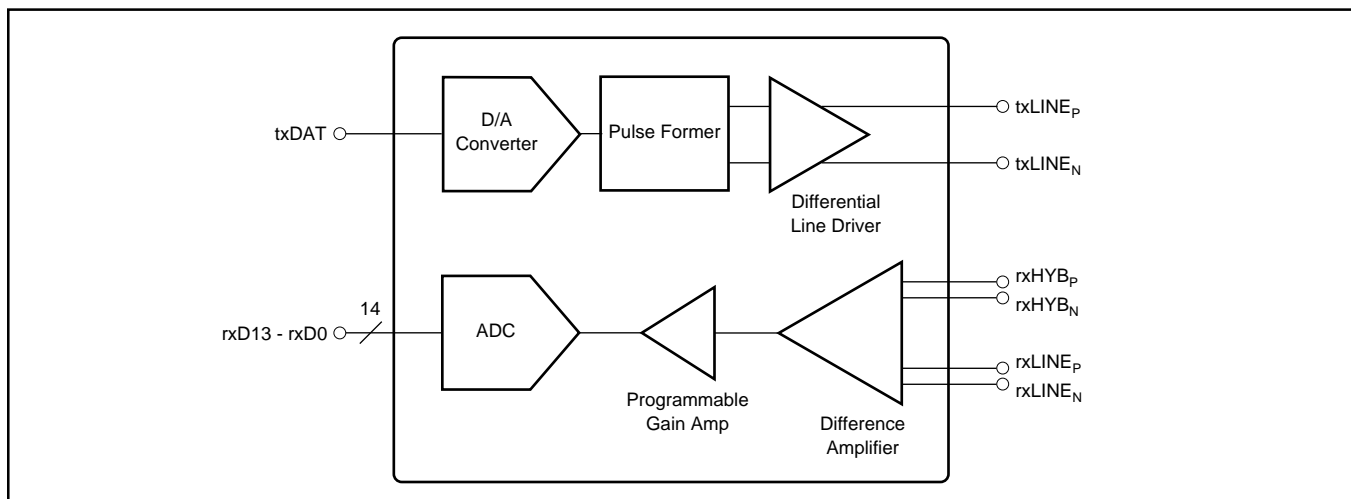 txDAT
D/A
Converter
Pulse Former
Differential
Line Driver
txLINEP
txLINEN
rxD13 - rxD0
14
ADC
Programmable
Gain Amp
Difference
Amplifier
rxHYBP
rxHYBN
rxLINEP
rxLINEN